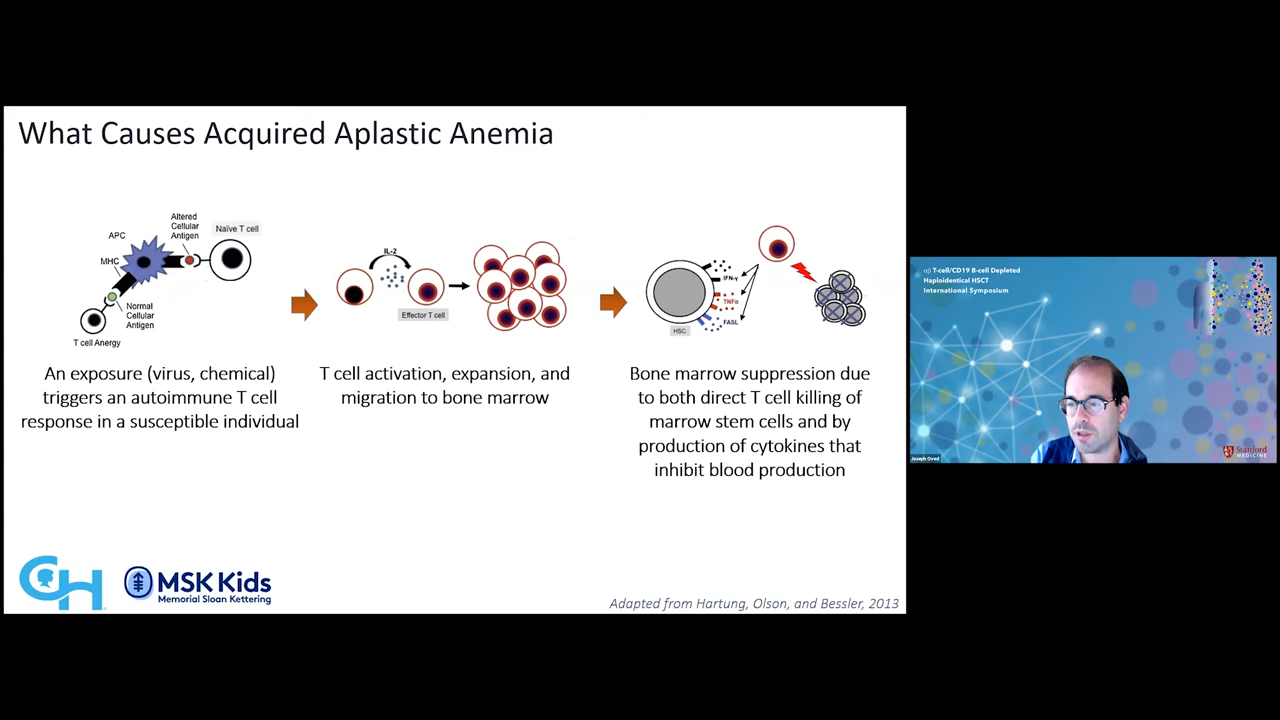 What Causes Acquired Aplastic Anemia
Altered
Cellular
Antigen
Naïve T cell
APC
MHC
Normal
Cellular
Antigen
T cell Anergy
An exposure (virus, chemical)
triggers an autoimmune T cell
response in a susceptible individual
IL-2
Effector T cell
T cell activation, expansion, and
migration to bone marrow
IFN-γ
TNFα
FASL
HSC
Bone marrow suppression due
to both direct T cell killing of
marrow stem cells and by
production of cytokines that
inhibit blood production
CH
MSK Kids
Memorial Sloan Kettering
Adapted from Hartung, Olson, and Bessler, 2013
αβ T-cell/CD19 B-cell Depleted
Haploidentical HSCT
International Symposium
Joseph Oved
Stanford
MEDICINE